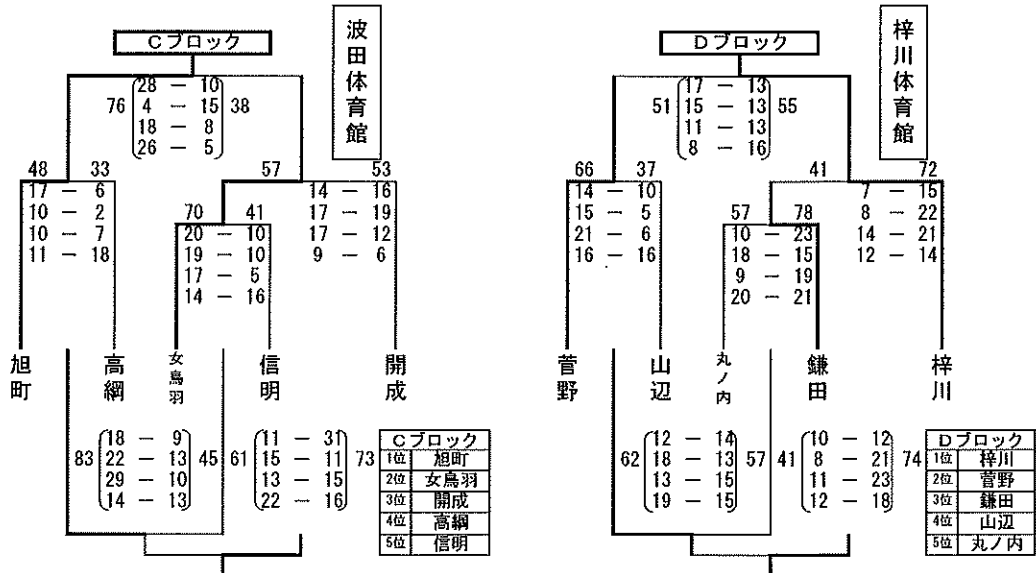 Cブロック
波田体育館
76
28 － 10
4 － 15
18 － 8
26 － 5
38
48 33
17 － 6
10 － 2
10 － 7
11 － 18
57 53
14 － 16
17 － 19
17 － 12
9 － 6
70 41
20 － 10
19 － 10
17 － 5
14 － 16
旭町
高綱
女鳥羽
信明
開成
83
18 － 9
22 － 13
29 － 10
14 － 13
45
61
11 － 31
15 － 11
13 － 15
22 － 16
73
Cブロック
1位 旭町
2位 女鳥羽
3位 開成
4位 高綱
5位 信明
Dブロック
梓川体育館
51
17 － 13
15 － 13
11 － 13
8 － 16
55
66 37
14 － 10
15 － 5
21 － 6
16 － 16
41 72
7 － 15
8 － 22
14 － 21
12 － 14
57 78
10 － 23
18 － 15
9 － 19
20 － 21
菅野
山辺
丸ノ内
鎌田
梓川
62
12 － 14
18 － 13
13 － 15
19 － 15
57
41
10 － 12
8 － 21
11 － 23
12 － 18
74
Dブロック
1位 梓川
2位 菅野
3位 鎌田
4位 山辺
5位 丸ノ内